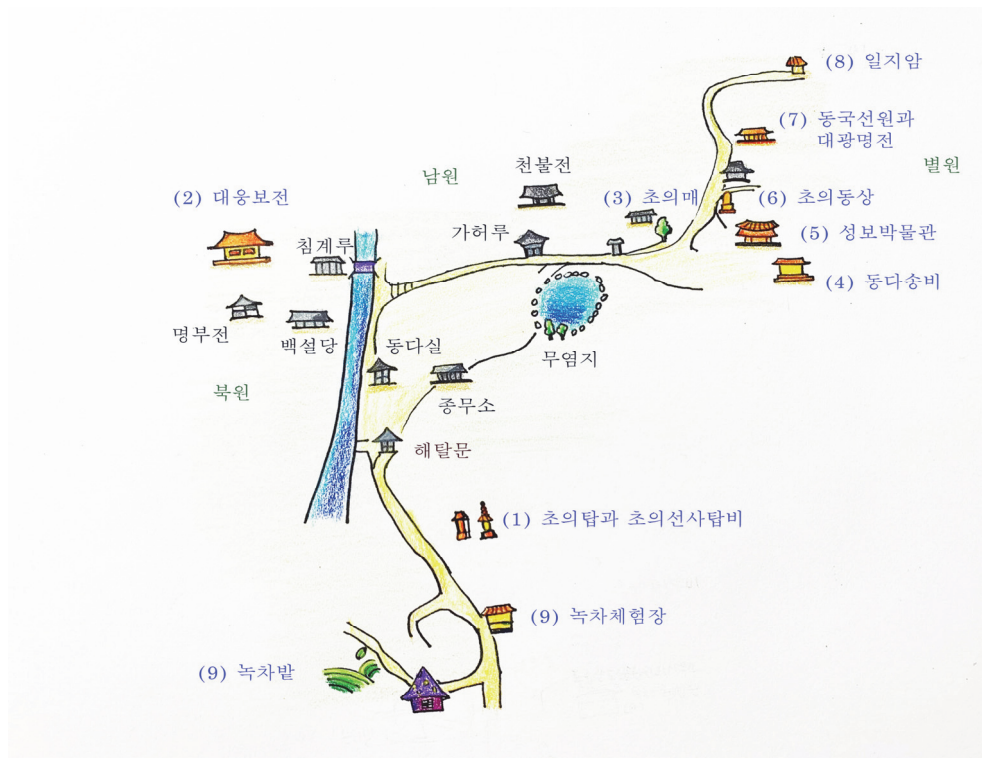 (8) 일지암
(7) 동국선원과
대광명전
별원
천불전
남원
(2) 대웅보전
(3) 초의매
(6) 초의동상
가허루
(5) 성보박물관
침계루
(4) 동다송비
명부전
백설당
동다실
무염지
북원
종무소
해탈문
(1) 초의탑과 초의선사탑비
(9) 녹차체험장
(9) 녹차밭